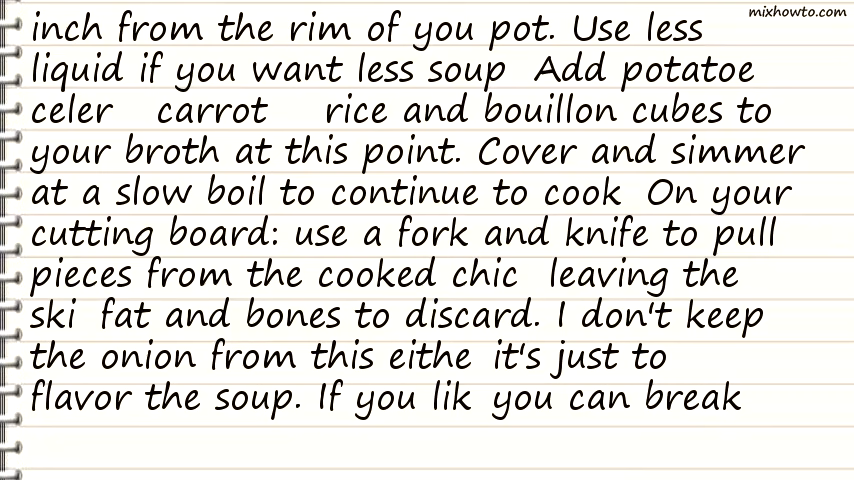 mixhowto.com
inch from the rim of you pot. Use less
liquid if you want less soup Add potatoe
celer carrot rice and bouillon cubes to
your broth at this point. Cover and simmer
at a slow boil to continue to cook On your
cutting board: use a fork and knife to pull
pieces from the cooked chic leaving the
ski fat and bones to discard. I don't keep
the onion from this eithe it's just to
flavor the soup. If you lik you can break